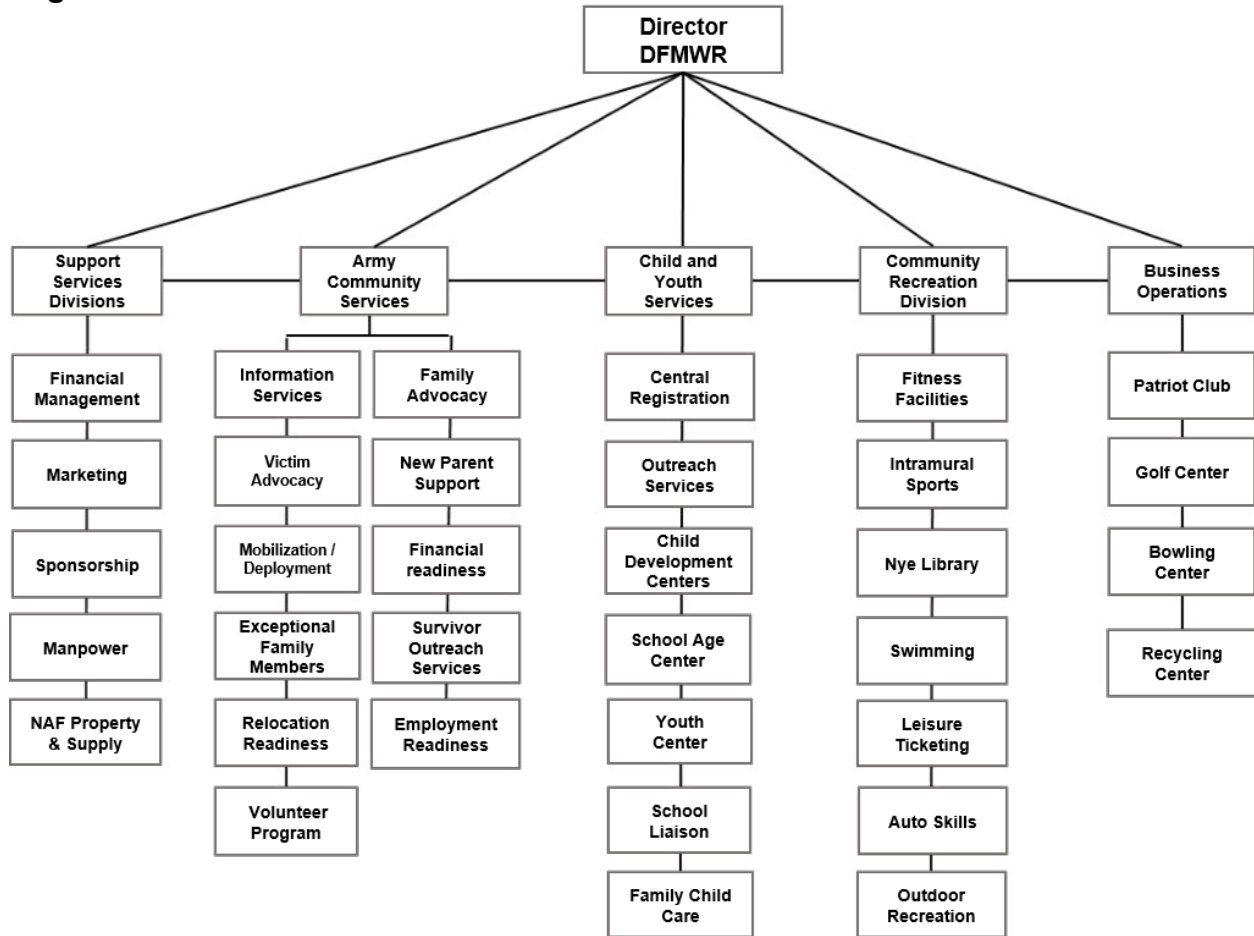 Director
DFMWR
Support
Services
Divisions
Army
Community
Services
Child and
Youth
Services
Community
Recreation
Division
Business
Operations
Financial
Management
Marketing
Sponsorship
Manpower
NAF Property
& Supply
Information
Services
Victim
Advocacy
Mobilization /
Deployment
Exceptional
Family
Members
Relocation
Readiness
Volunteer
Program
Family
Advocacy
New Parent
Support
Financial
readiness
Survivor
Outreach
Services
Employment
Readiness
Central
Registration
Outreach
Services
Child
Development
Centers
School Age
Center
Youth
Center
School
Liaison
Family Child
Care
Fitness
Facilities
Intramural
Sports
Nye Library
Swimming
Leisure
Ticketing
Auto Skills
Outdoor
Recreation
Patriot Club
Golf Center
Bowling
Center
Recycling
Center